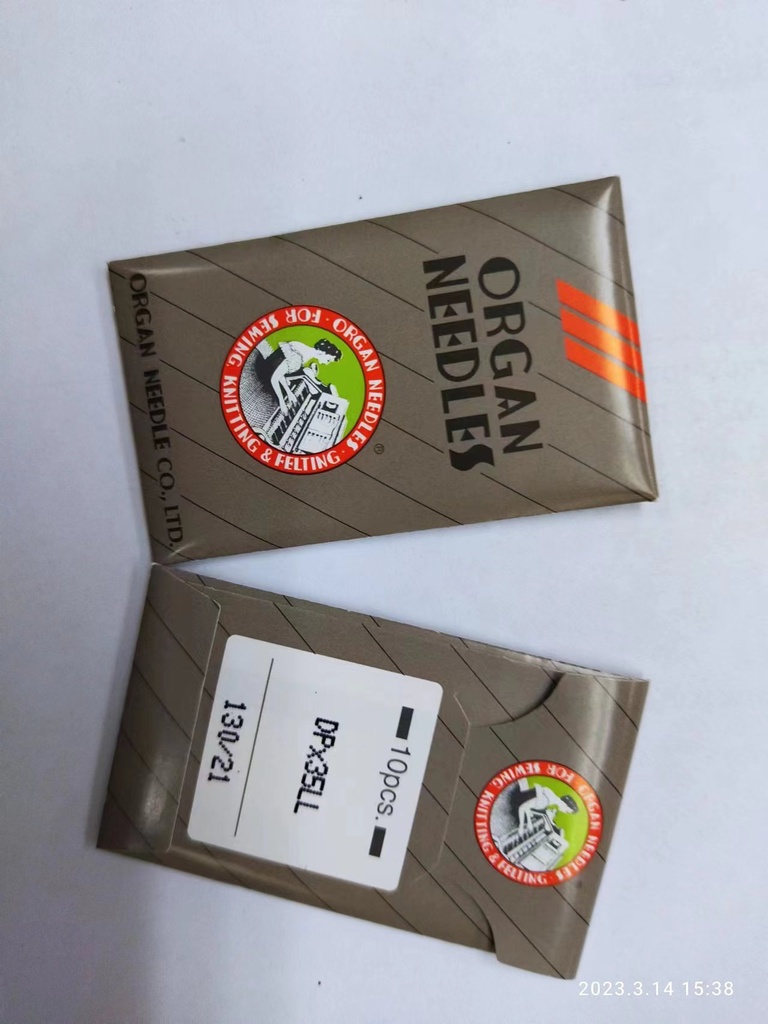 ORGAN
NEEDLES
ORGAN NEEDLES · FOR SEWING, KNITTING & FELTING ·
®
ORGAN NEEDLE CO., LTD.
ORGAN NEEDLES · FOR SEWING, KNITTING & FELTING ·
10pcs.
DPx35LL
130/21
2023.3.14 15:38